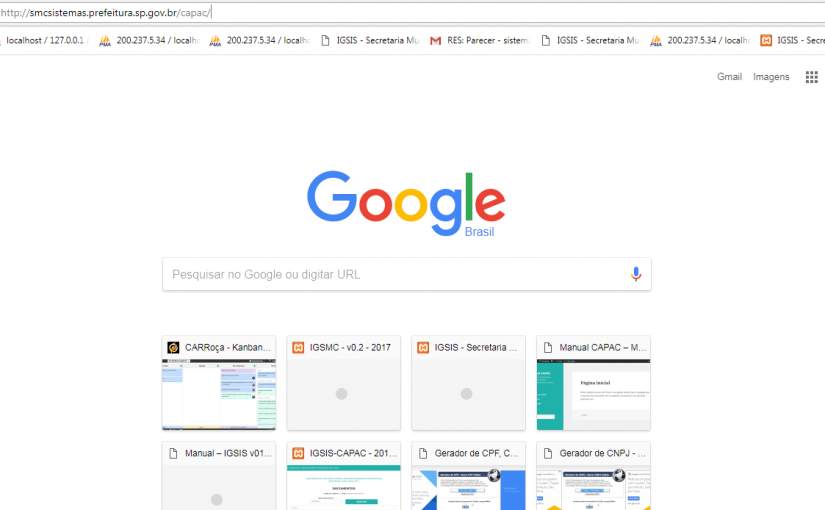 http://smcsistemas.prefeitura.sp.gov.br/capac/
localhost / 127.0.0.1 200.237.5.34 / localh 200.237.5.34 / localh IGSIS - Secretaria Mu RES: Parecer - sistem IGSIS - Secretaria Mu 200.237.5.34 / localh IGSIS - Secre
Gmail Imagens
Google
Brasil
Pesquisar no Google ou digitar URL
CARRoça - Kanban... IGSMC - v0.2 - 2017 IGSIS - Secretaria ... Manual CAPAC – M...
Página inicial
Manual – IGSIS v01... IGSIS-CAPAC - 201... Gerador de CPF, C... Gerador de CNPJ - ...